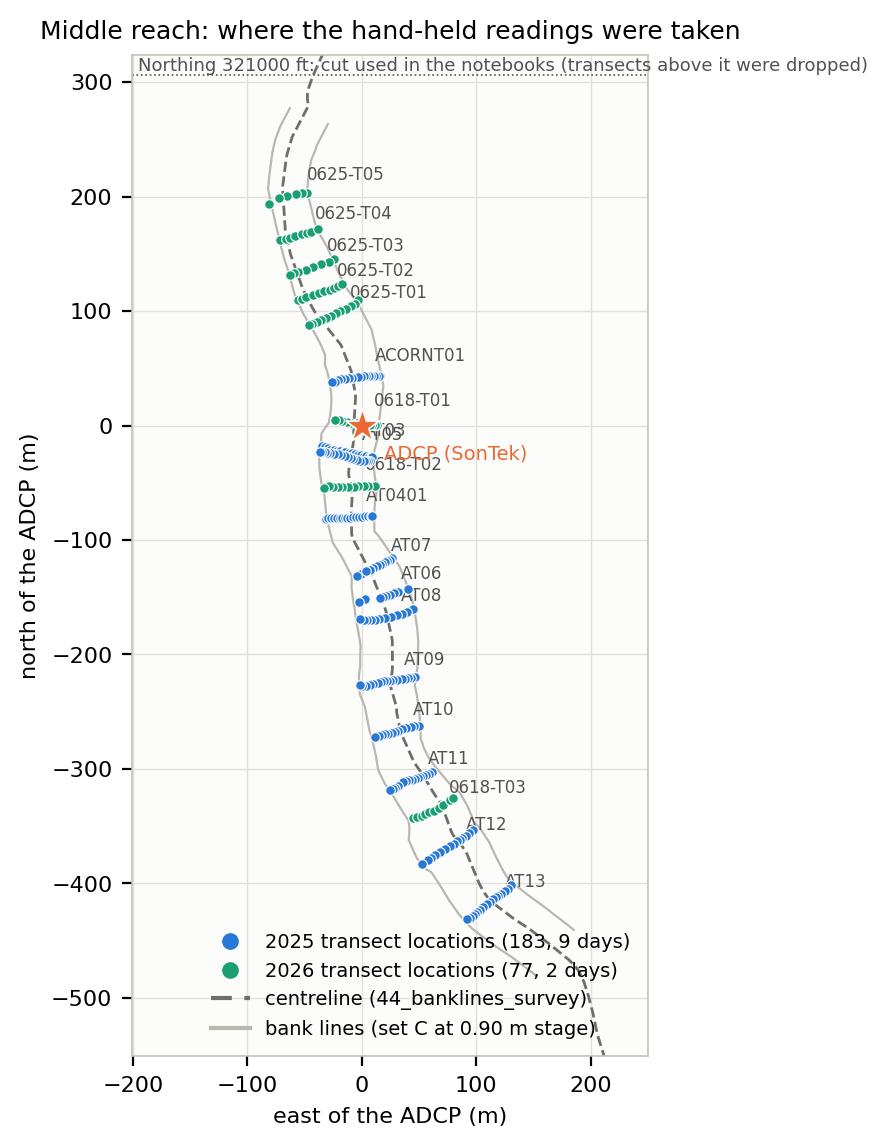 Middle reach: where the hand-held readings were taken
Northing 321000 ft: cut used in the notebooks (transects above it were dropped)
300
200
100
0
−100
−200
−300
−400
−500
north of the ADCP (m)
0625-T05
0625-T04
0625-T03
0625-T02
0625-T01
ACORNT01
0618-T01
AT03
AT05
ADCP (SonTek)
0618-T02
AT0401
AT07
AT06
AT08
AT09
AT10
AT11
0618-T03
AT12
AT13
2025 transect locations (183, 9 days)
2026 transect locations (77, 2 days)
centreline (44_banklines_survey)
bank lines (set C at 0.90 m stage)
−200
−100
0
100
200
east of the ADCP (m)